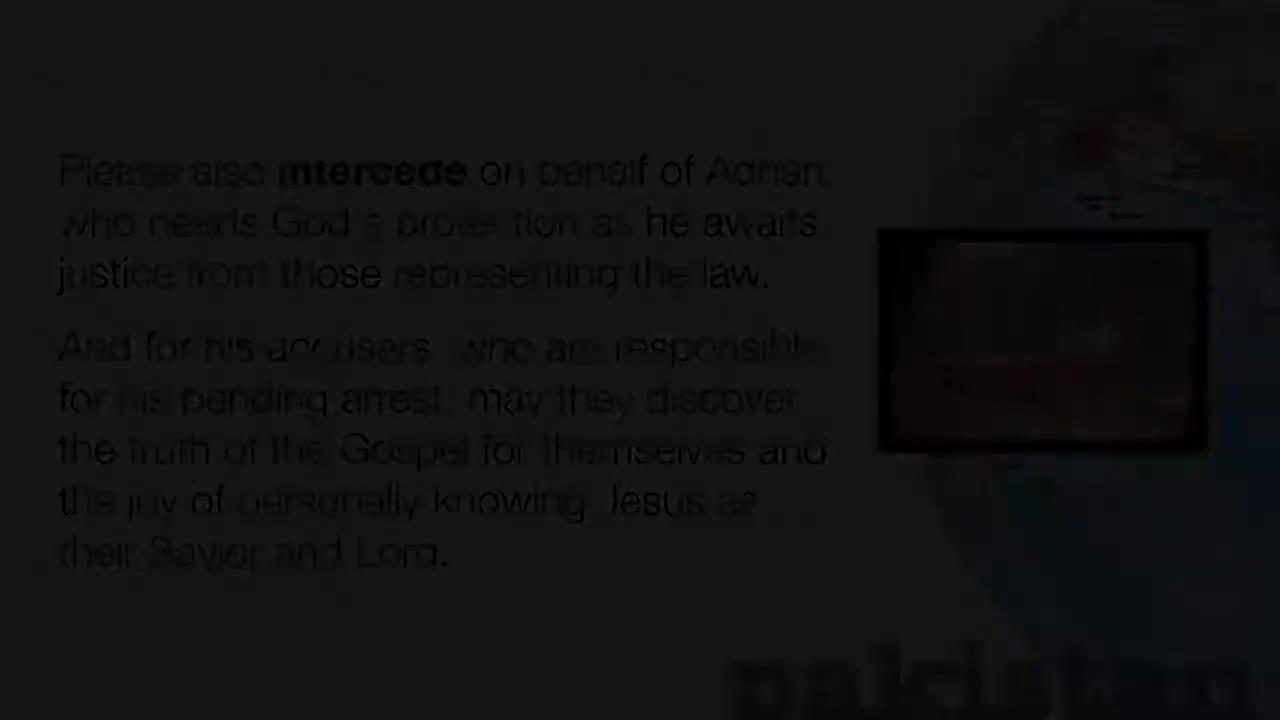 Please also intercede on behalf of Adnan,
who needs God's protection as he awaits
justice from those representing the law.
And for his accusers, who are responsible
for his pending arrest, may they discover
the truth of the Gospel for themselves and
the joy of personally knowing Jesus as
their Savior and Lord.
pakistan